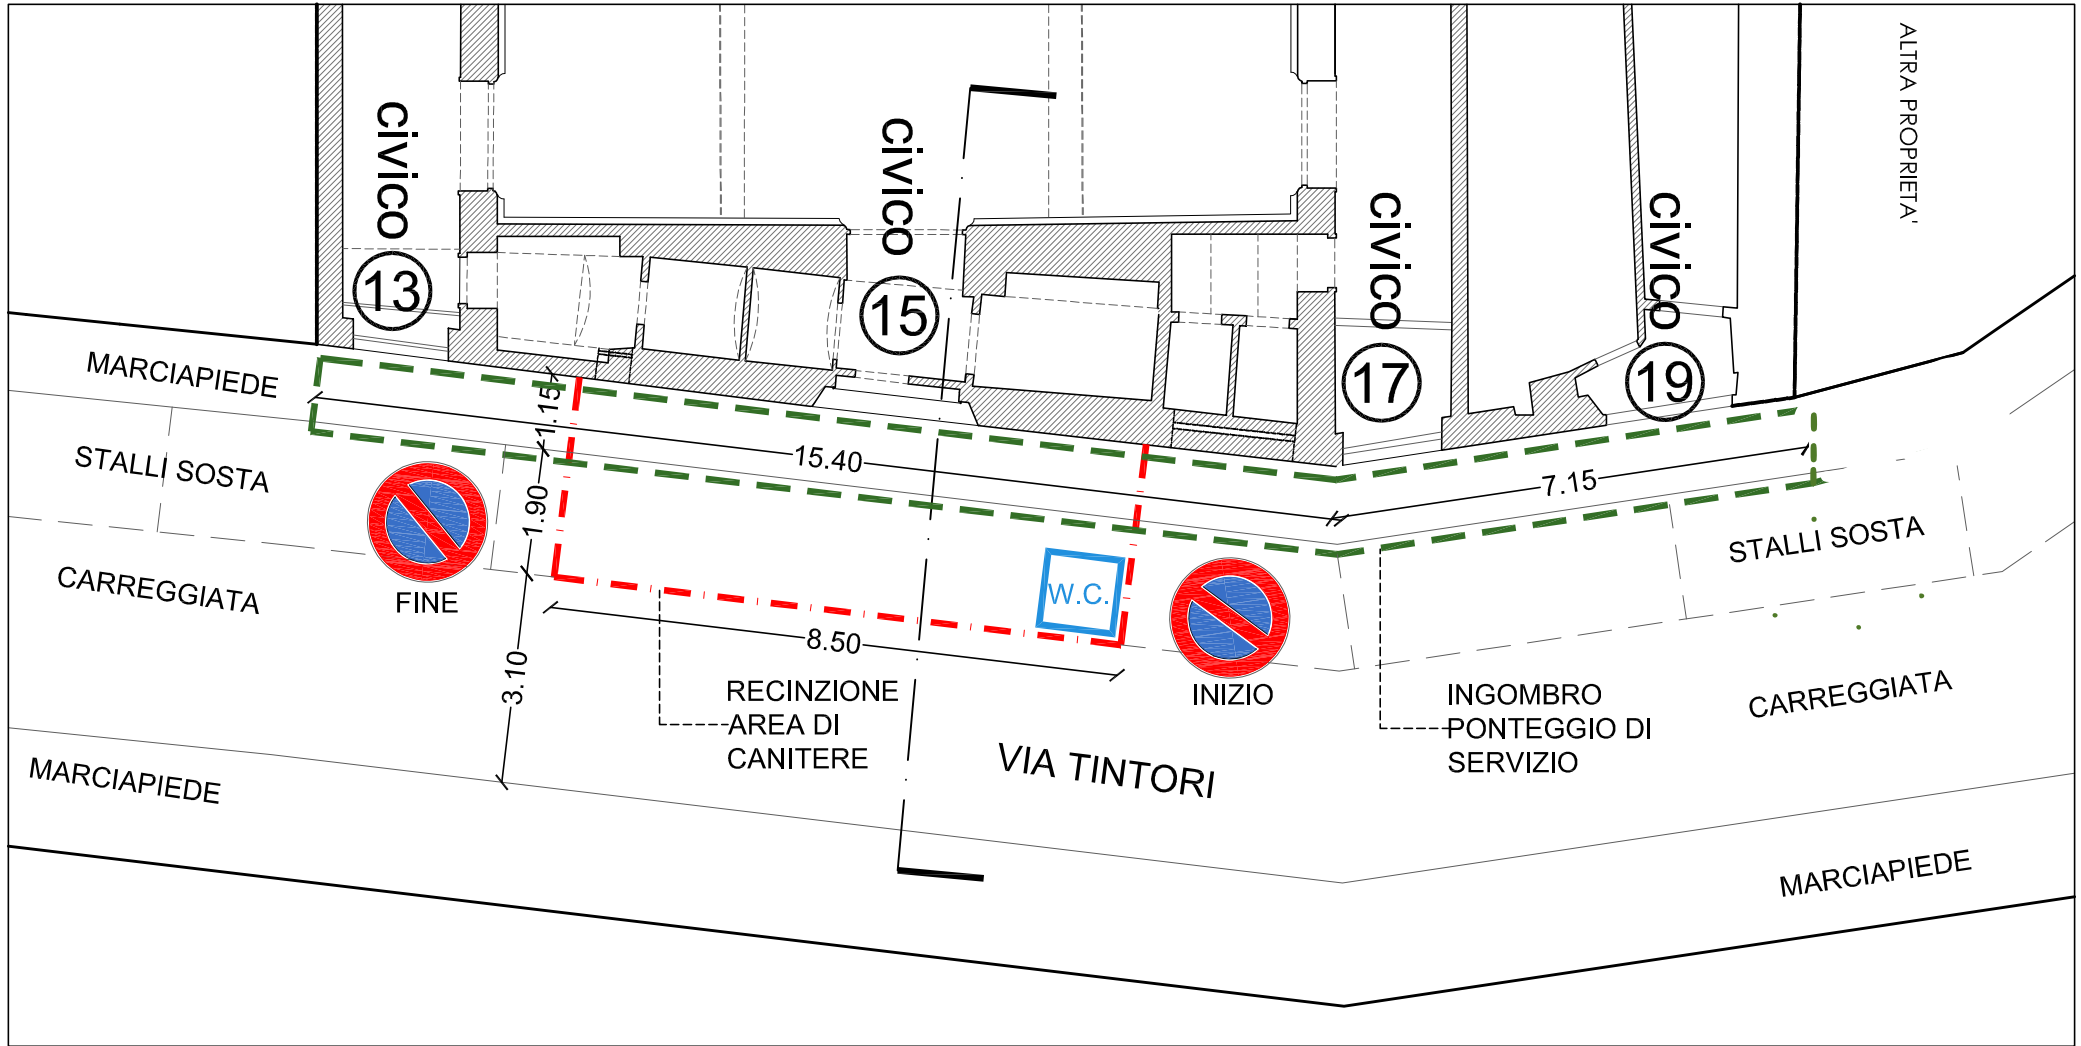 civico
13
civico
15
civico
17
civico
19
ALTRA PROPRIETA'
MARCIAPIEDE
STALLI SOSTA
CARREGGIATA
MARCIAPIEDE
FINE
1.15
1.90
3.10
15.40
7.15
8.50
W.C.
INIZIO
RECINZIONE
AREA DI
CANITERE
VIA TINTORI
INGOMBRO
PONTEGGIO DI
SERVIZIO
STALLI SOSTA
CARREGGIATA
MARCIAPIEDE